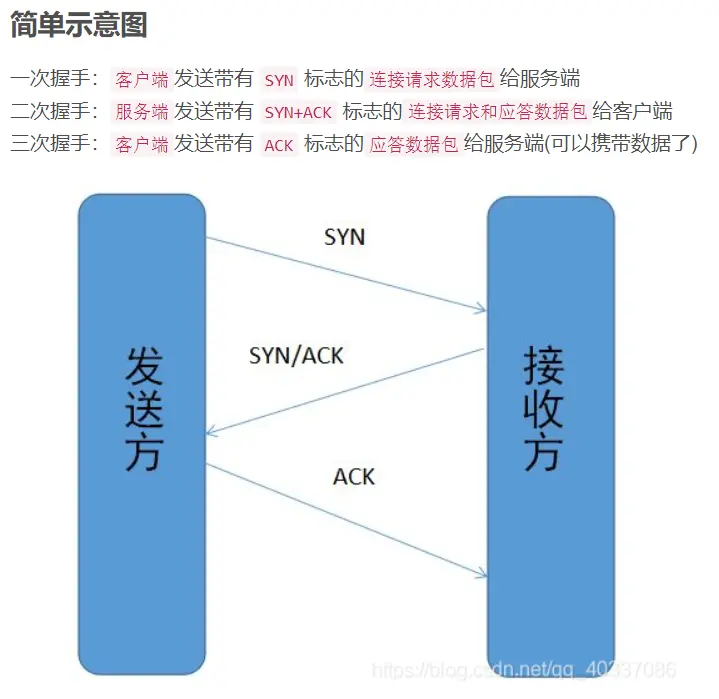 简单示意图
一次握手：客户端发送带有 SYN 标志的连接请求数据包给服务端
二次握手：服务端发送带有 SYN+ACK 标志的 连接请求和应答数据包给客户端
三次握手：客户端发送带有 ACK 标志的应答数据包给服务端(可以携带数据了)
SYN
发送方
SYN/ACK
接收方
ACK
https://blog.csdn.net/qq_40337086